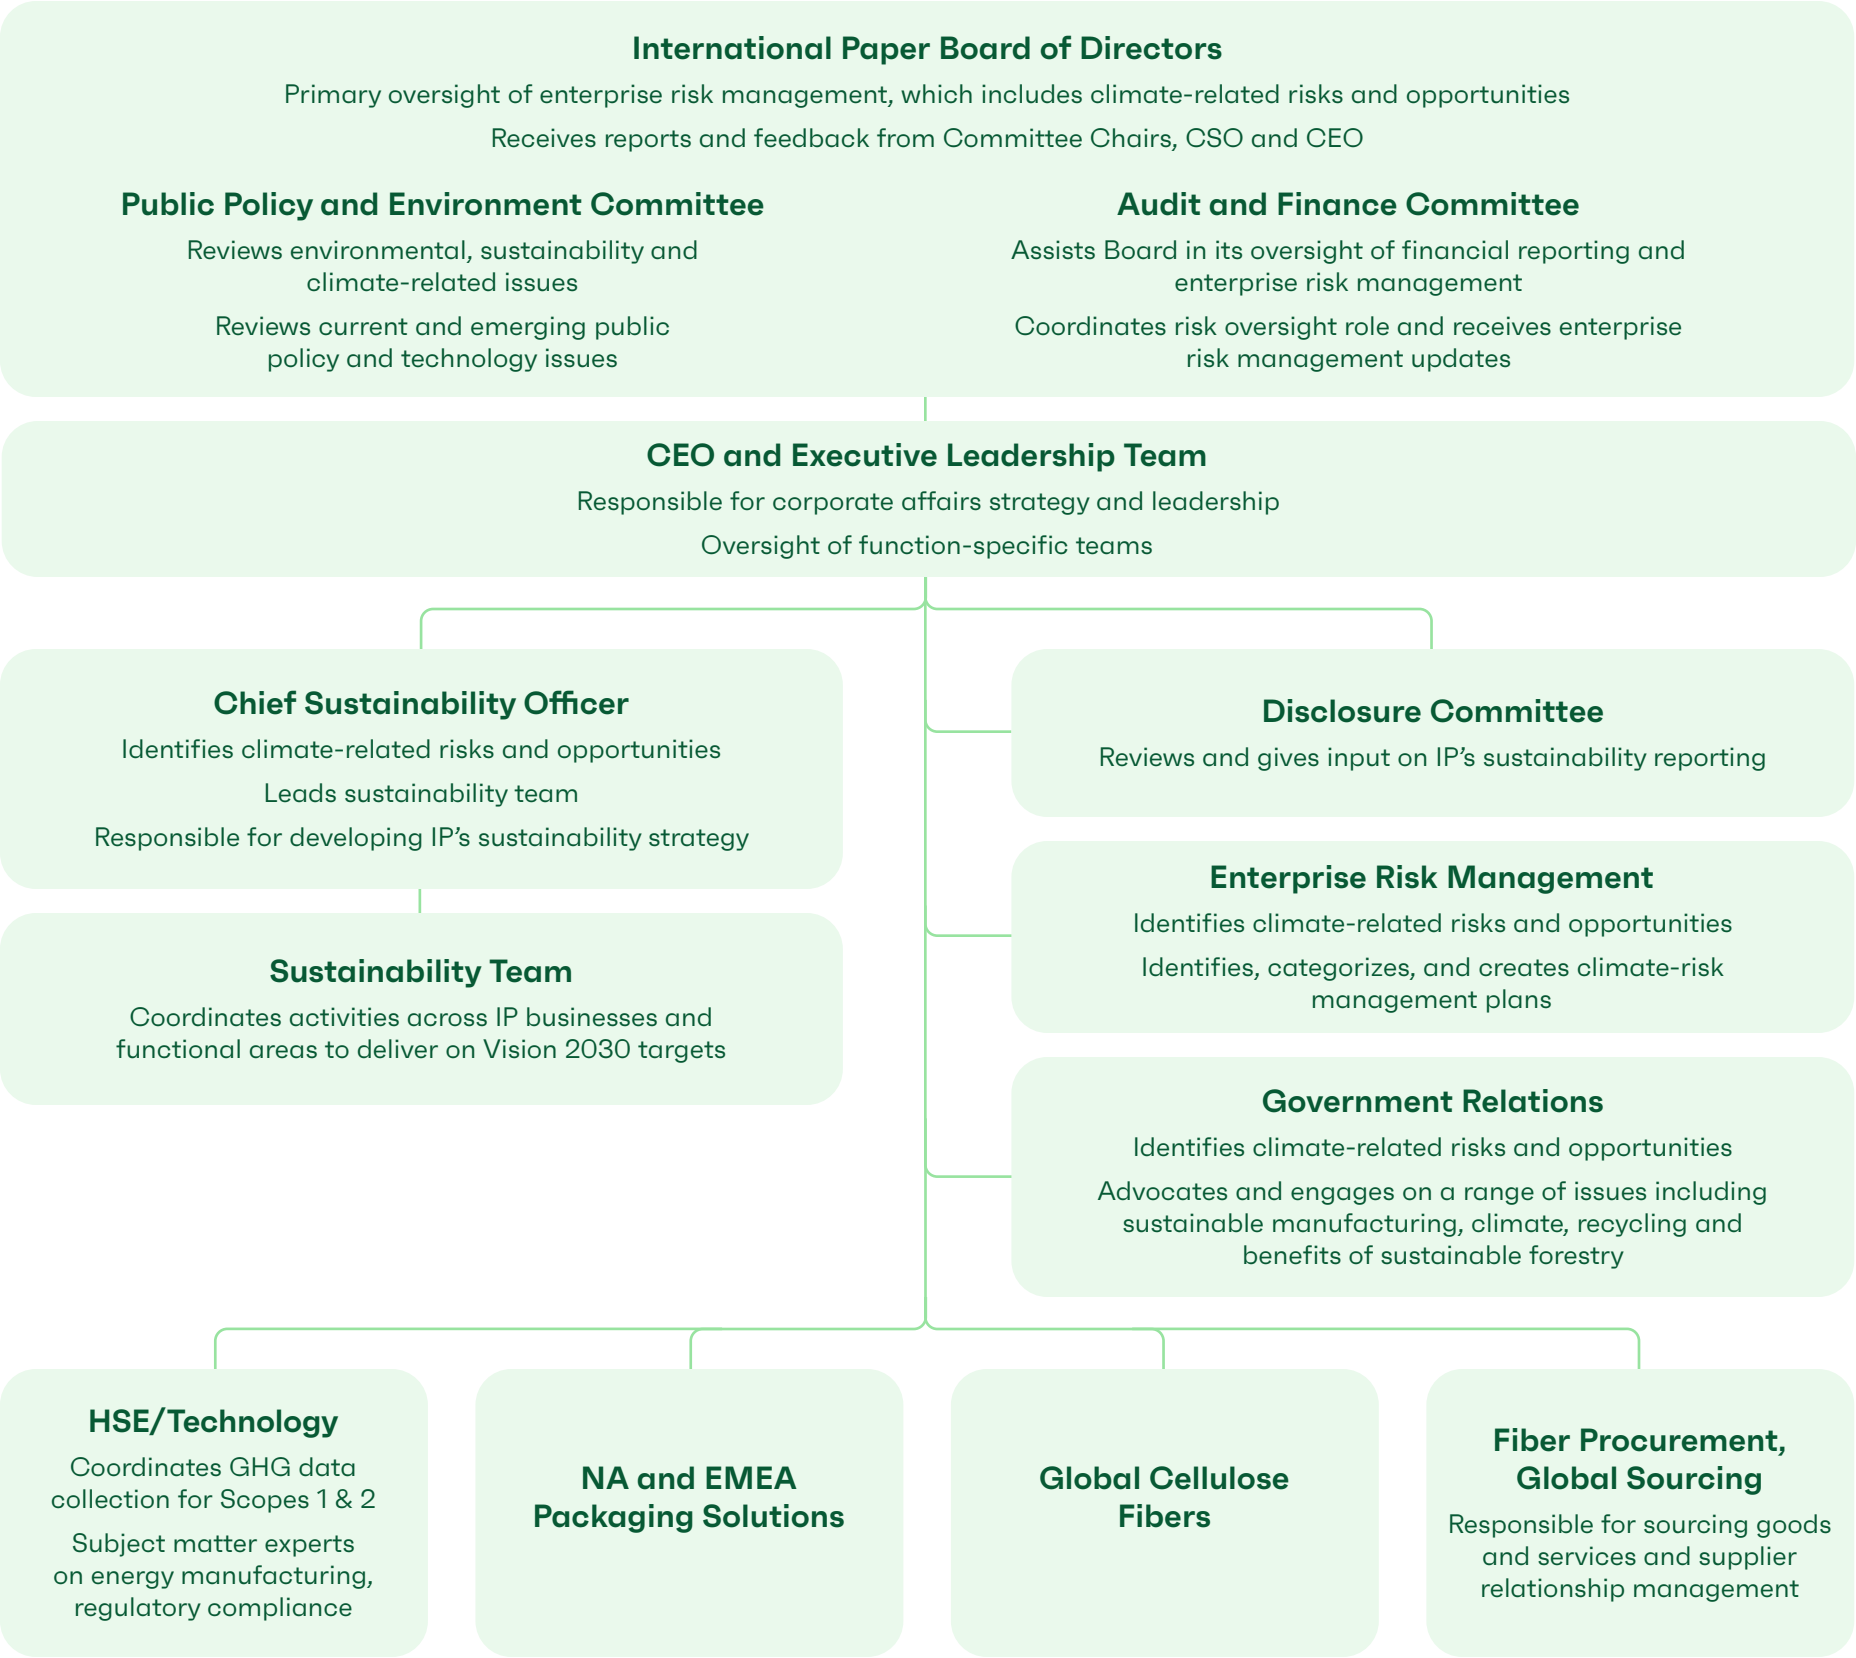 International Paper Board of Directors
Primary oversight of enterprise risk management, which includes climate-related risks and opportunities
Receives reports and feedback from Committee Chairs, CSO and CEO
Public Policy and Environment Committee
Reviews environmental, sustainability and
climate-related issues
Reviews current and emerging public
policy and technology issues
Audit and Finance Committee
Assists Board in its oversight of financial reporting and
enterprise risk management
Coordinates risk oversight role and receives enterprise
risk management updates
CEO and Executive Leadership Team
Responsible for corporate affairs strategy and leadership
Oversight of function-specific teams
Chief Sustainability Officer
Identifies climate-related risks and opportunities
Leads sustainability team
Responsible for developing IP’s sustainability strategy
Sustainability Team
Coordinates activities across IP businesses and
functional areas to deliver on Vision 2030 targets
Disclosure Committee
Reviews and gives input on IP’s sustainability reporting
Enterprise Risk Management
Identifies climate-related risks and opportunities
Identifies, categorizes, and creates climate-risk
management plans
Government Relations
Identifies climate-related risks and opportunities
Advocates and engages on a range of issues including
sustainable manufacturing, climate, recycling and
benefits of sustainable forestry
HSE/Technology
Coordinates GHG data
collection for Scopes 1 & 2
Subject matter experts
on energy manufacturing,
regulatory compliance
NA and EMEA
Packaging Solutions
Global Cellulose
Fibers
Fiber Procurement,
Global Sourcing
Responsible for sourcing goods
and services and supplier
relationship management